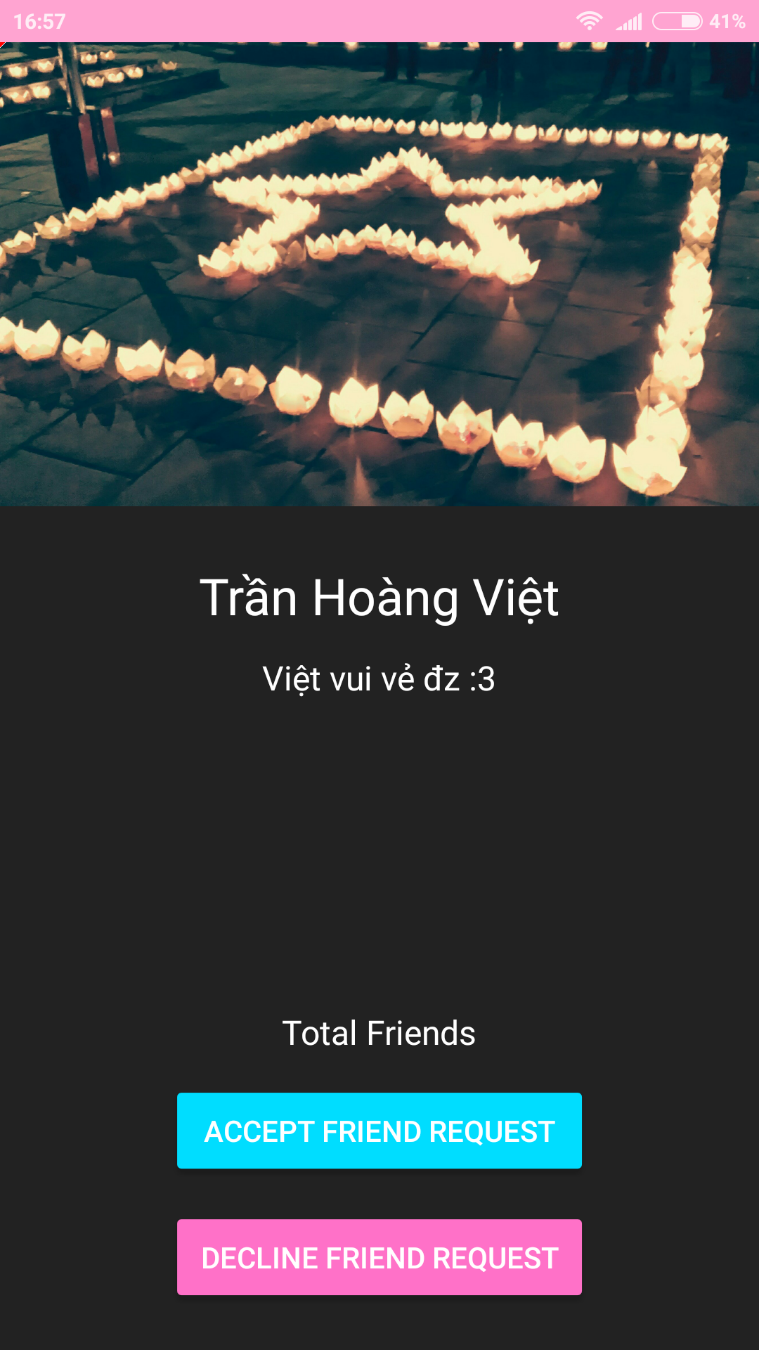 16:57
41%
Trần Hoàng Việt
Việt vui vẻ đz :3
Total Friends
ACCEPT FRIEND REQUEST
DECLINE FRIEND REQUEST